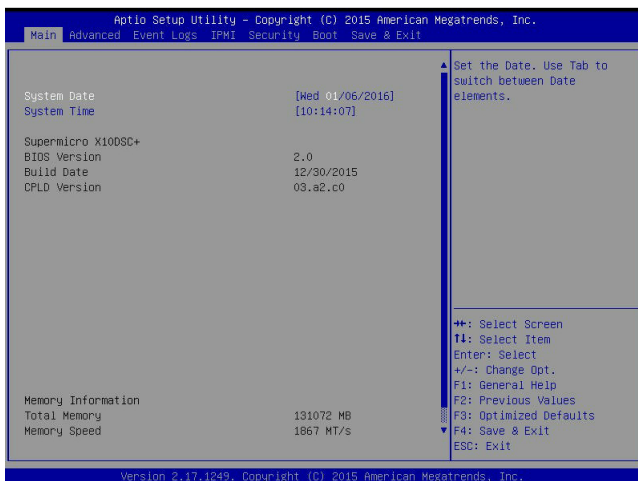 Aptio Setup Utility – Copyright (C) 2015 American Megatrends, Inc.
Main Advanced Event Logs IPMI Security Boot Save & Exit
System Date [Wed 01/06/2016]
System Time [10:14:07]
Supermicro X10DSC+
BIOS Version 2.0
Build Date 12/30/2015
CPLD Version 03.a2.c0
Memory Information
Total Memory 131072 MB
Memory Speed 1867 MT/s
Set the Date. Use Tab to
switch between Date
elements.
→←: Select Screen
↑↓: Select Item
Enter: Select
+/-: Change Opt.
F1: General Help
F2: Previous Values
F3: Optimized Defaults
F4: Save & Exit
ESC: Exit
Version 2.17.1249. Copyright (C) 2015 American Megatrends, Inc.